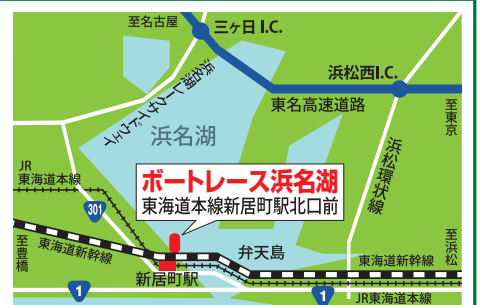 至名古屋
三ヶ日 I.C.
浜松西I.C.
浜名湖レークサイドウェイ
東名高速道路
至東京
浜名湖
浜松環状線
JR
東海道本線
ボートレース浜名湖
東海道本線新居町駅北口前
301
至豊橋
東海道新幹線
弁天島
至浜松
新居町駅
東海道新幹線
1
1
JR東海道本線